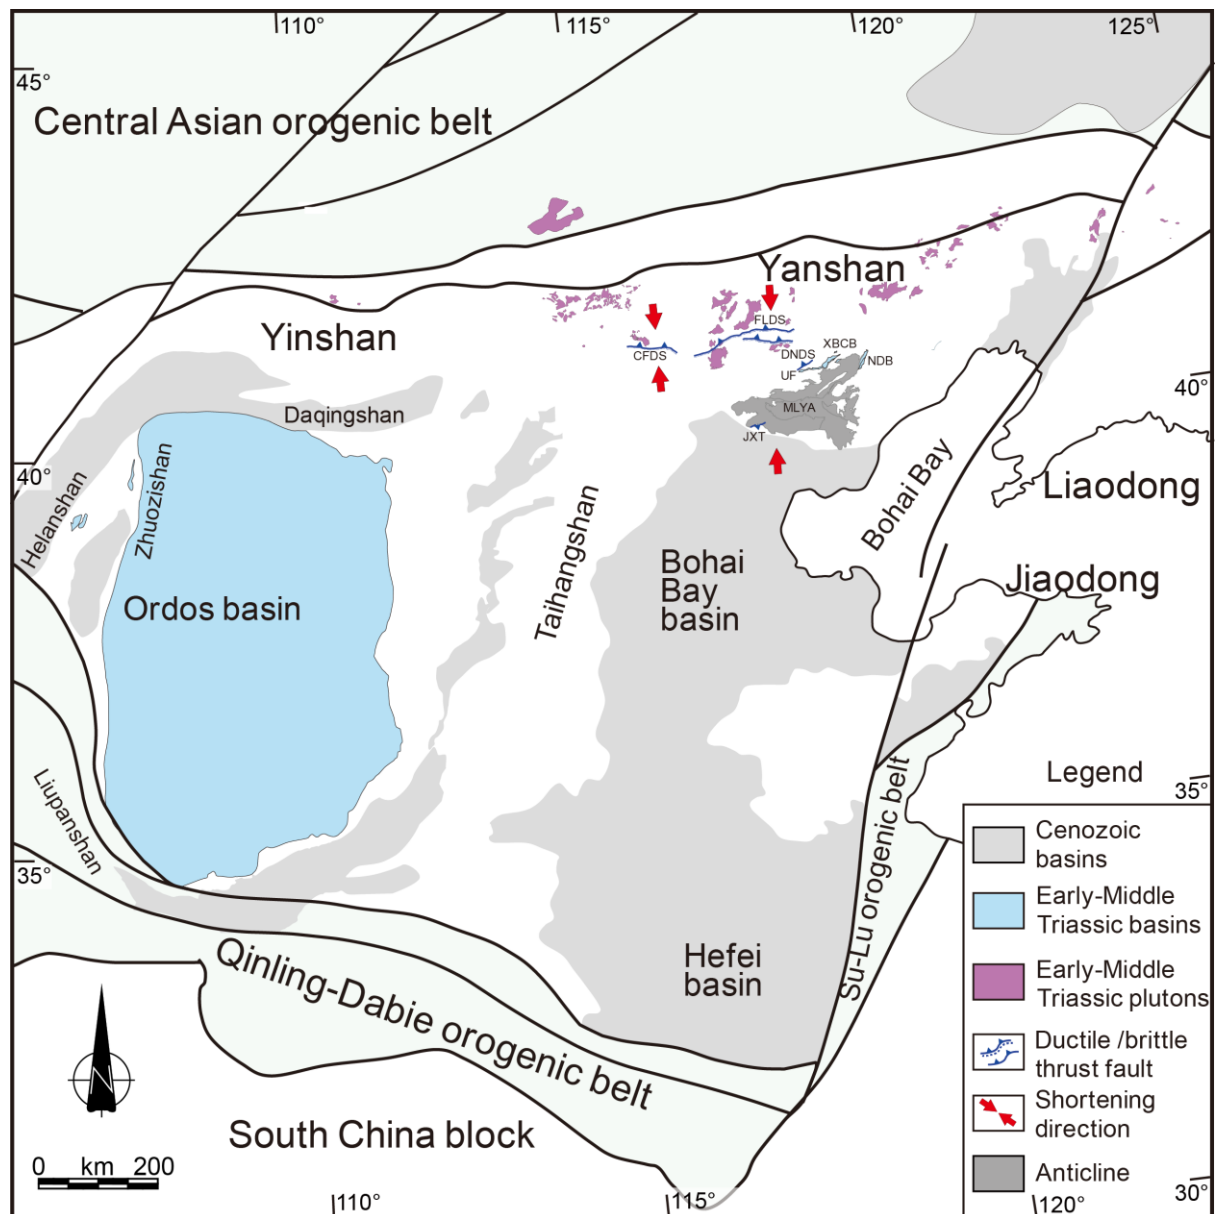 110°
115°
120°
125°
45°
Central Asian orogenic belt
Yanshan
Yinshan
FLDS
CFDS
XBCB
DNDS
NDB
UF
40°
MLYA
JXT
Daqingshan
40°
Zhuozishan
Helanshan
Bohai Bay
Liaodong
Taihangshan
Bohai
Bay
basin
Jiaodong
Ordos basin
Liupanshan
35°
35°
Su-Lu orogenic belt
Hefei
basin
Qinling-Dabie orogenic belt
South China block
N
0 km 200
110°
115°
120°
30°
Legend
Cenozoic
basins
Early-Middle
Triassic basins
Early-Middle
Triassic plutons
Ductile /brittle
thrust fault
Shortening
direction
Anticline